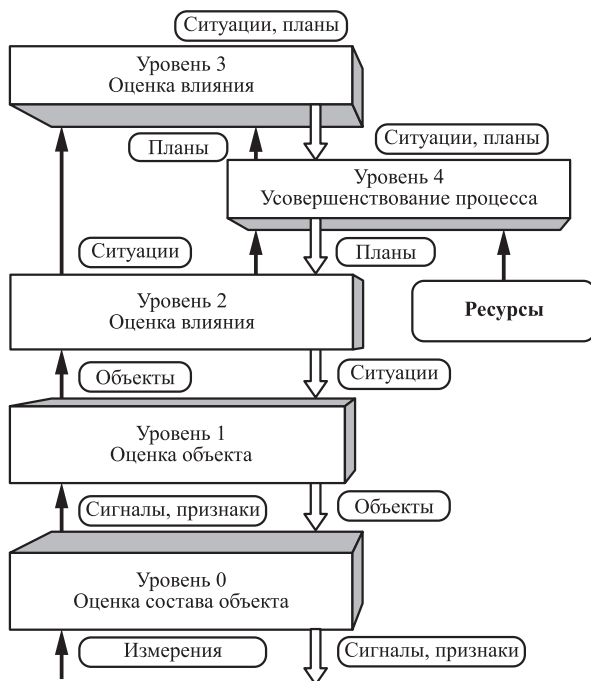 Ситуации, планы
Уровень 3
Оценка влияния
Планы
Ситуации, планы
Уровень 4
Усовершенствование процесса
Ситуации
Планы
Уровень 2
Оценка влияния
Ресурсы
Объекты
Ситуации
Уровень 1
Оценка объекта
Сигналы, признаки
Объекты
Уровень 0
Оценка состава объекта
Измерения
Сигналы, признаки